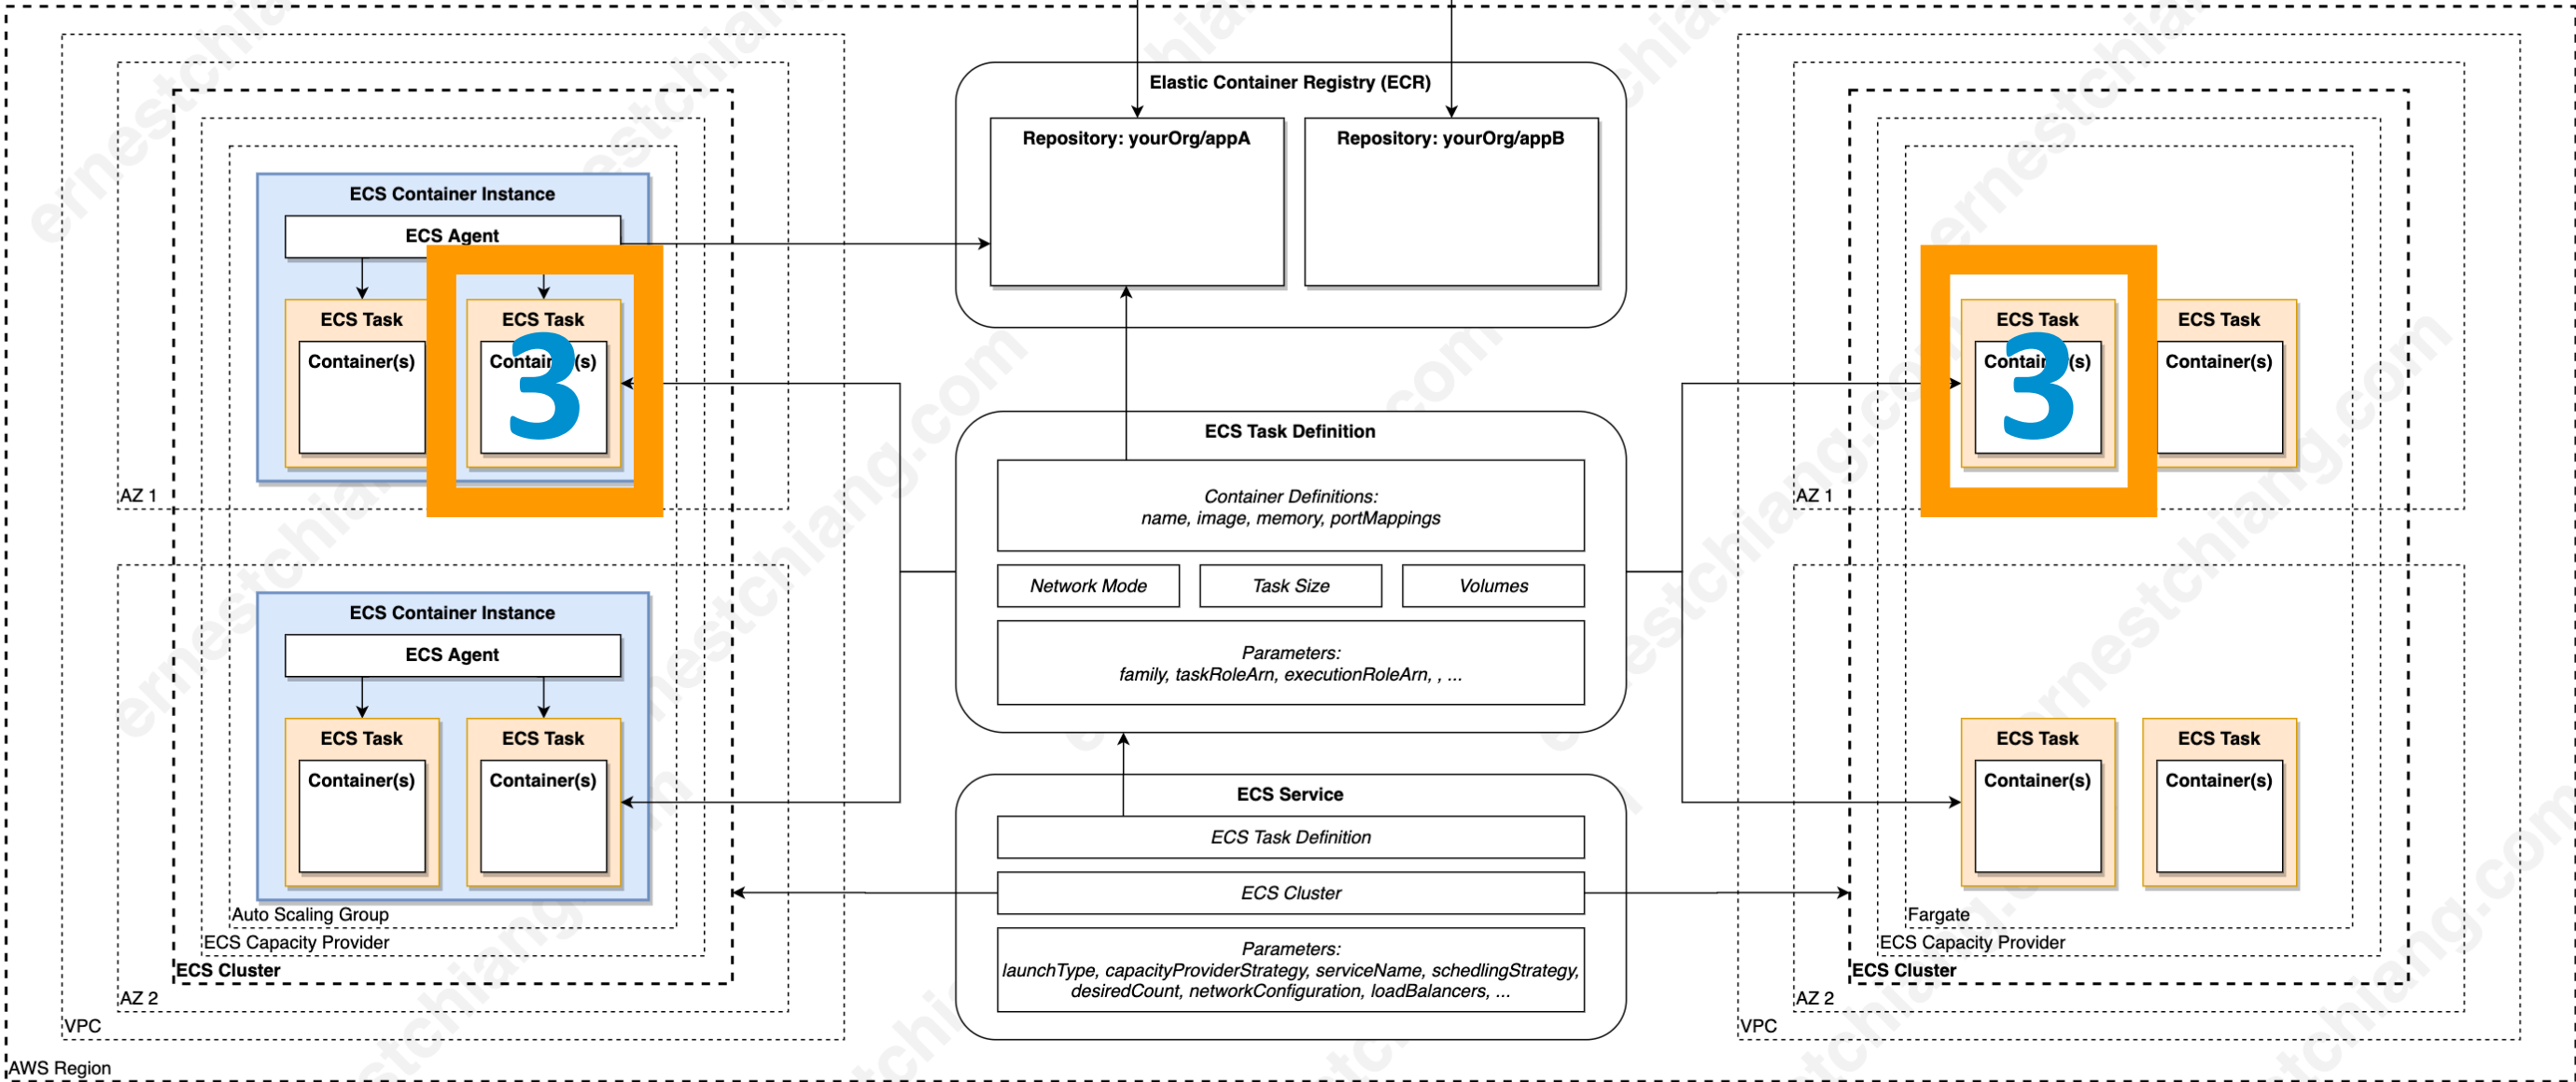 Elastic Container Registry (ECR)
Repository: yourOrg/appA
Repository: yourOrg/appB
ECS Container Instance
ECS Agent
ECS Task
Container(s)
ECS Task
Container(s)
3
AZ 1
ECS Container Instance
ECS Agent
ECS Task
Container(s)
ECS Task
Container(s)
Auto Scaling Group
ECS Capacity Provider
ECS Cluster
AZ 2
VPC
AWS Region
ECS Task Definition
Container Definitions:
name, image, memory, portMappings
Network Mode
Task Size
Volumes
Parameters:
family, taskRoleArn, executionRoleArn, , ...
ECS Service
ECS Task Definition
ECS Cluster
Parameters:
launchType, capacityProviderStrategy, serviceName, schedlingStrategy,
desiredCount, networkConfiguration, loadBalancers, ...
ECS Task
Container(s)
3
ECS Task
Container(s)
AZ 1
ECS Task
Container(s)
ECS Task
Container(s)
Fargate
ECS Capacity Provider
ECS Cluster
AZ 2
VPC
ernestchiang.com